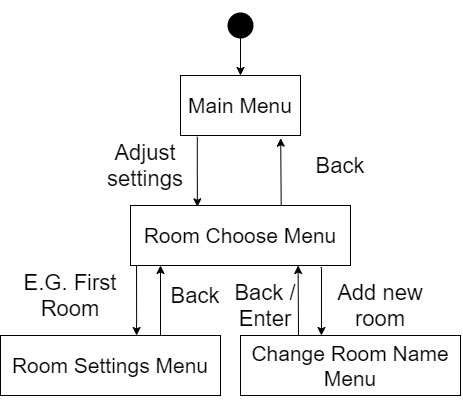 Main Menu
Adjust
settings
Back
Room Choose Menu
E.G. First
Room
Back
Back /
Enter
Add new
room
Room Settings Menu
Change Room Name
Menu